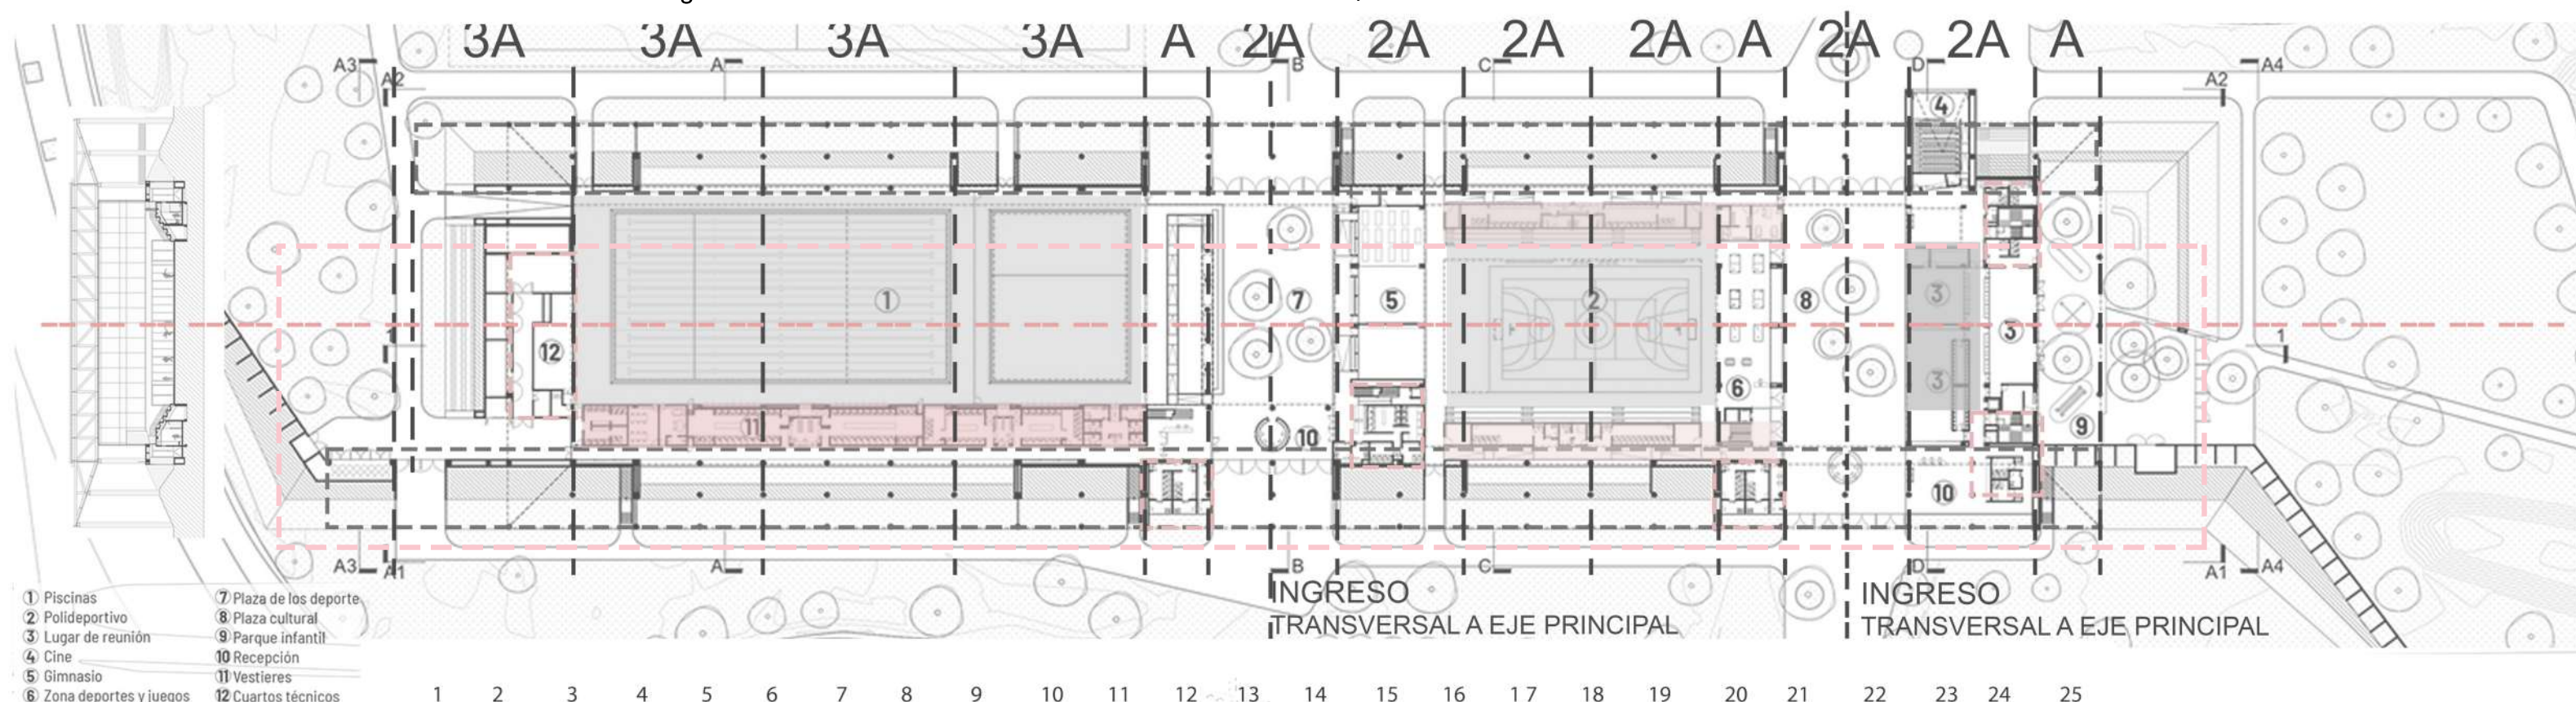 3A 3A 3A 3A A 2A 2A 2A 2A A 2A 2A A
A3 A B C D A4
A2 A2
4
1 7 5 2 8 3 3
12 1
6 3
11 10 9
10
A3 A1 A B C D A1 A4
INGRESO
TRANSVERSAL A EJE PRINCIPAL
INGRESO
TRANSVERSAL A EJE PRINCIPAL
1 Piscinas
2 Polideportivo
3 Lugar de reunión
4 Cine
5 Gimnasio
6 Zona deportes y juegos
7 Plaza de los deporte
8 Plaza cultural
9 Parque infantil
10 Recepción
11 Vestieres
12 Cuartos técnicos
1 2 3 4 5 6 7 8 9 10 11 12 13 14 15 16 17 18 19 20 21 22 23 24 25